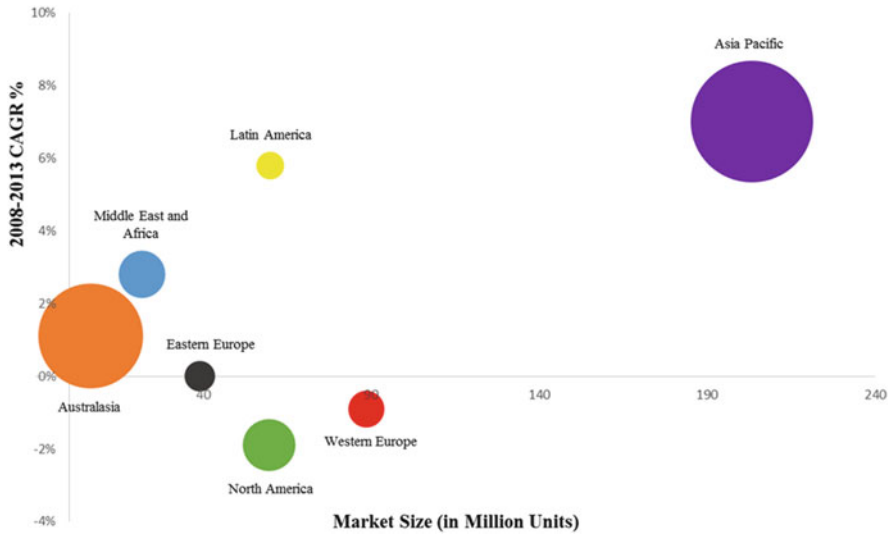 10%
Asia Pacific
8%
2008-2013 CAGR %
Latin America
6%
Middle East and
Africa
4%
2%
Eastern Europe
0%
40
90
140
190
240
Australasia
Western Europe
-2%
North America
-4%
Market Size (in Million Units)